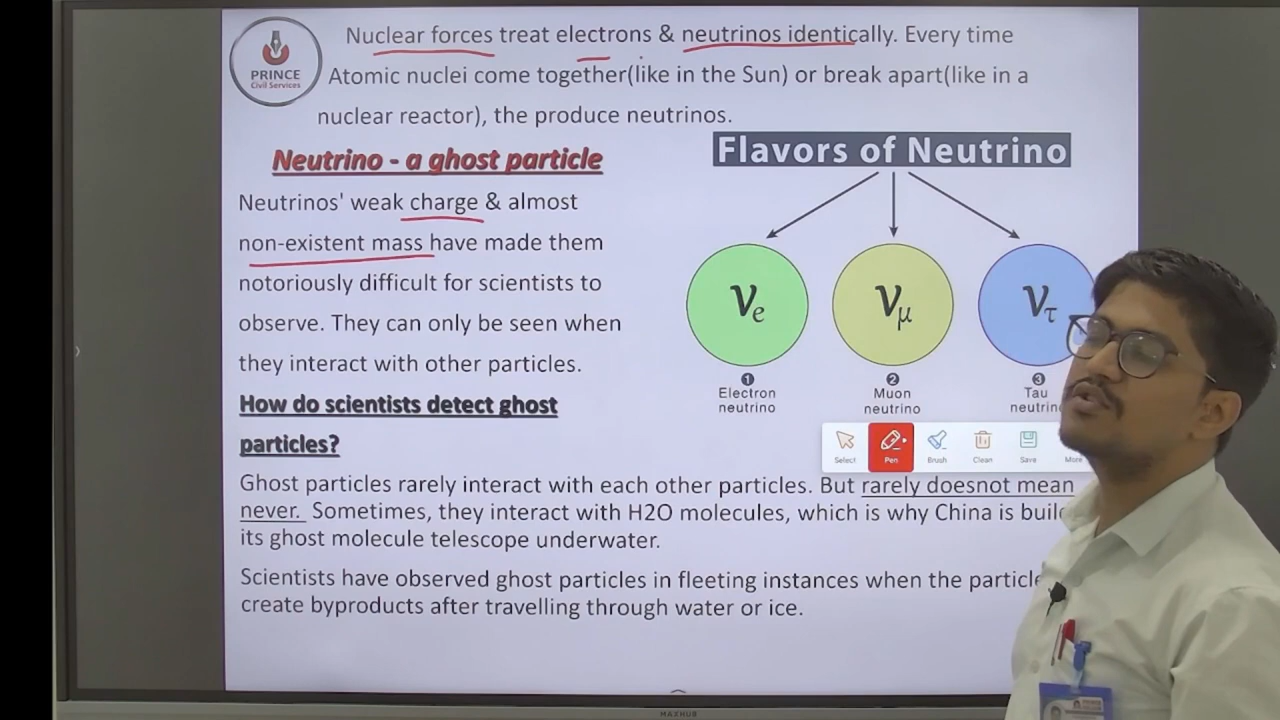 Nuclear forces treat electrons & neutrinos identically. Every time
Atomic nuclei come together(like in the Sun) or break apart(like in a
nuclear reactor), the produce neutrinos.
PRINCE
Civil Services
Neutrino - a ghost particle
Neutrinos' weak charge & almost
non-existent mass have made them
notoriously difficult for scientists to
observe. They can only be seen when
they interact with other particles.
Flavors of Neutrino
νe
νμ
ντ
1
2
3
Electron
neutrino
Muon
neutrino
Tau
How do scientists detect ghost
particles?
Select
Pen
Brush
Clean
Save
More
Ghost particles rarely interact with each other particles. But rarely doesnot mean
never. Sometimes, they interact with H2O molecules, which is why China is
its ghost molecule telescope underwater.
Scientists have observed ghost particles in fleeting instances when the
create byproducts after travelling through water or ice.
MAXHUB
PRINCE